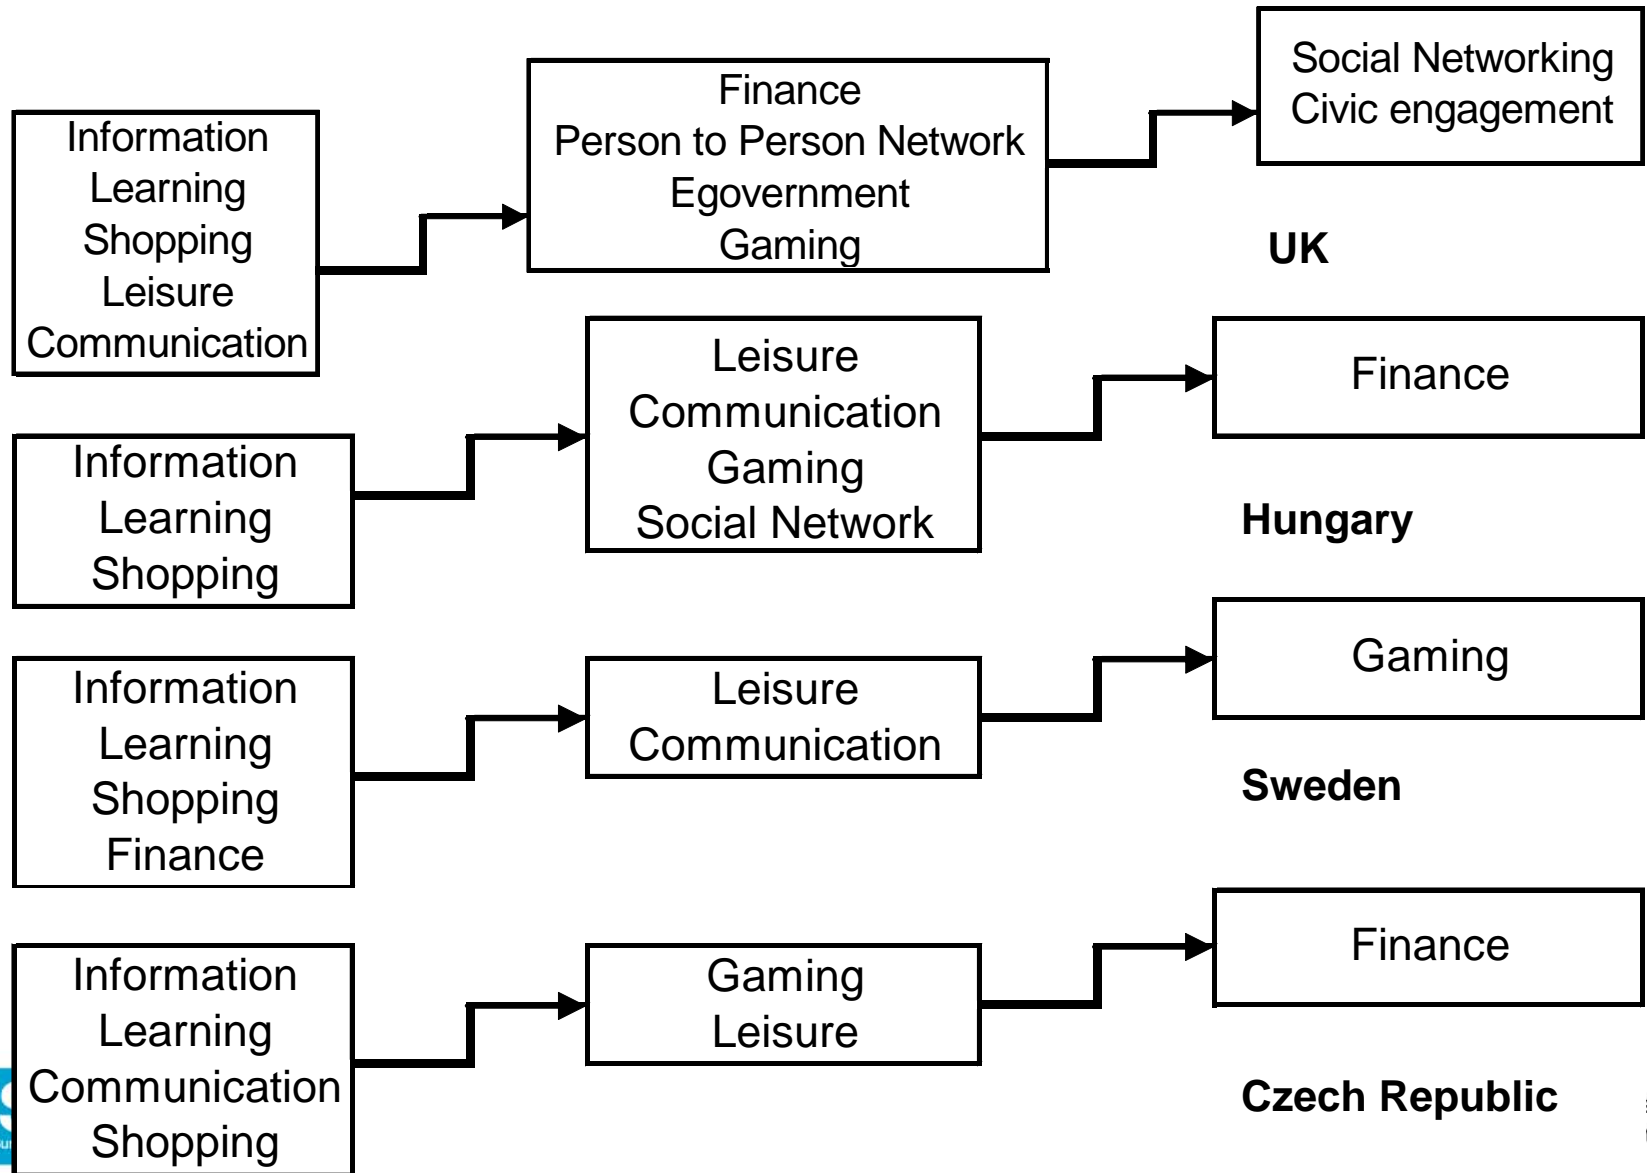 Information
Learning
Shopping
Leisure
Communication
Finance
Person to Person Network
Egovernment
Gaming
Social Networking
Civic engagement
UK
Information
Learning
Shopping
Leisure
Communication
Gaming
Social Network
Finance
Hungary
Information
Learning
Shopping
Finance
Leisure
Communication
Gaming
Sweden
Information
Learning
Communication
Shopping
Gaming
Leisure
Finance
Czech Republic